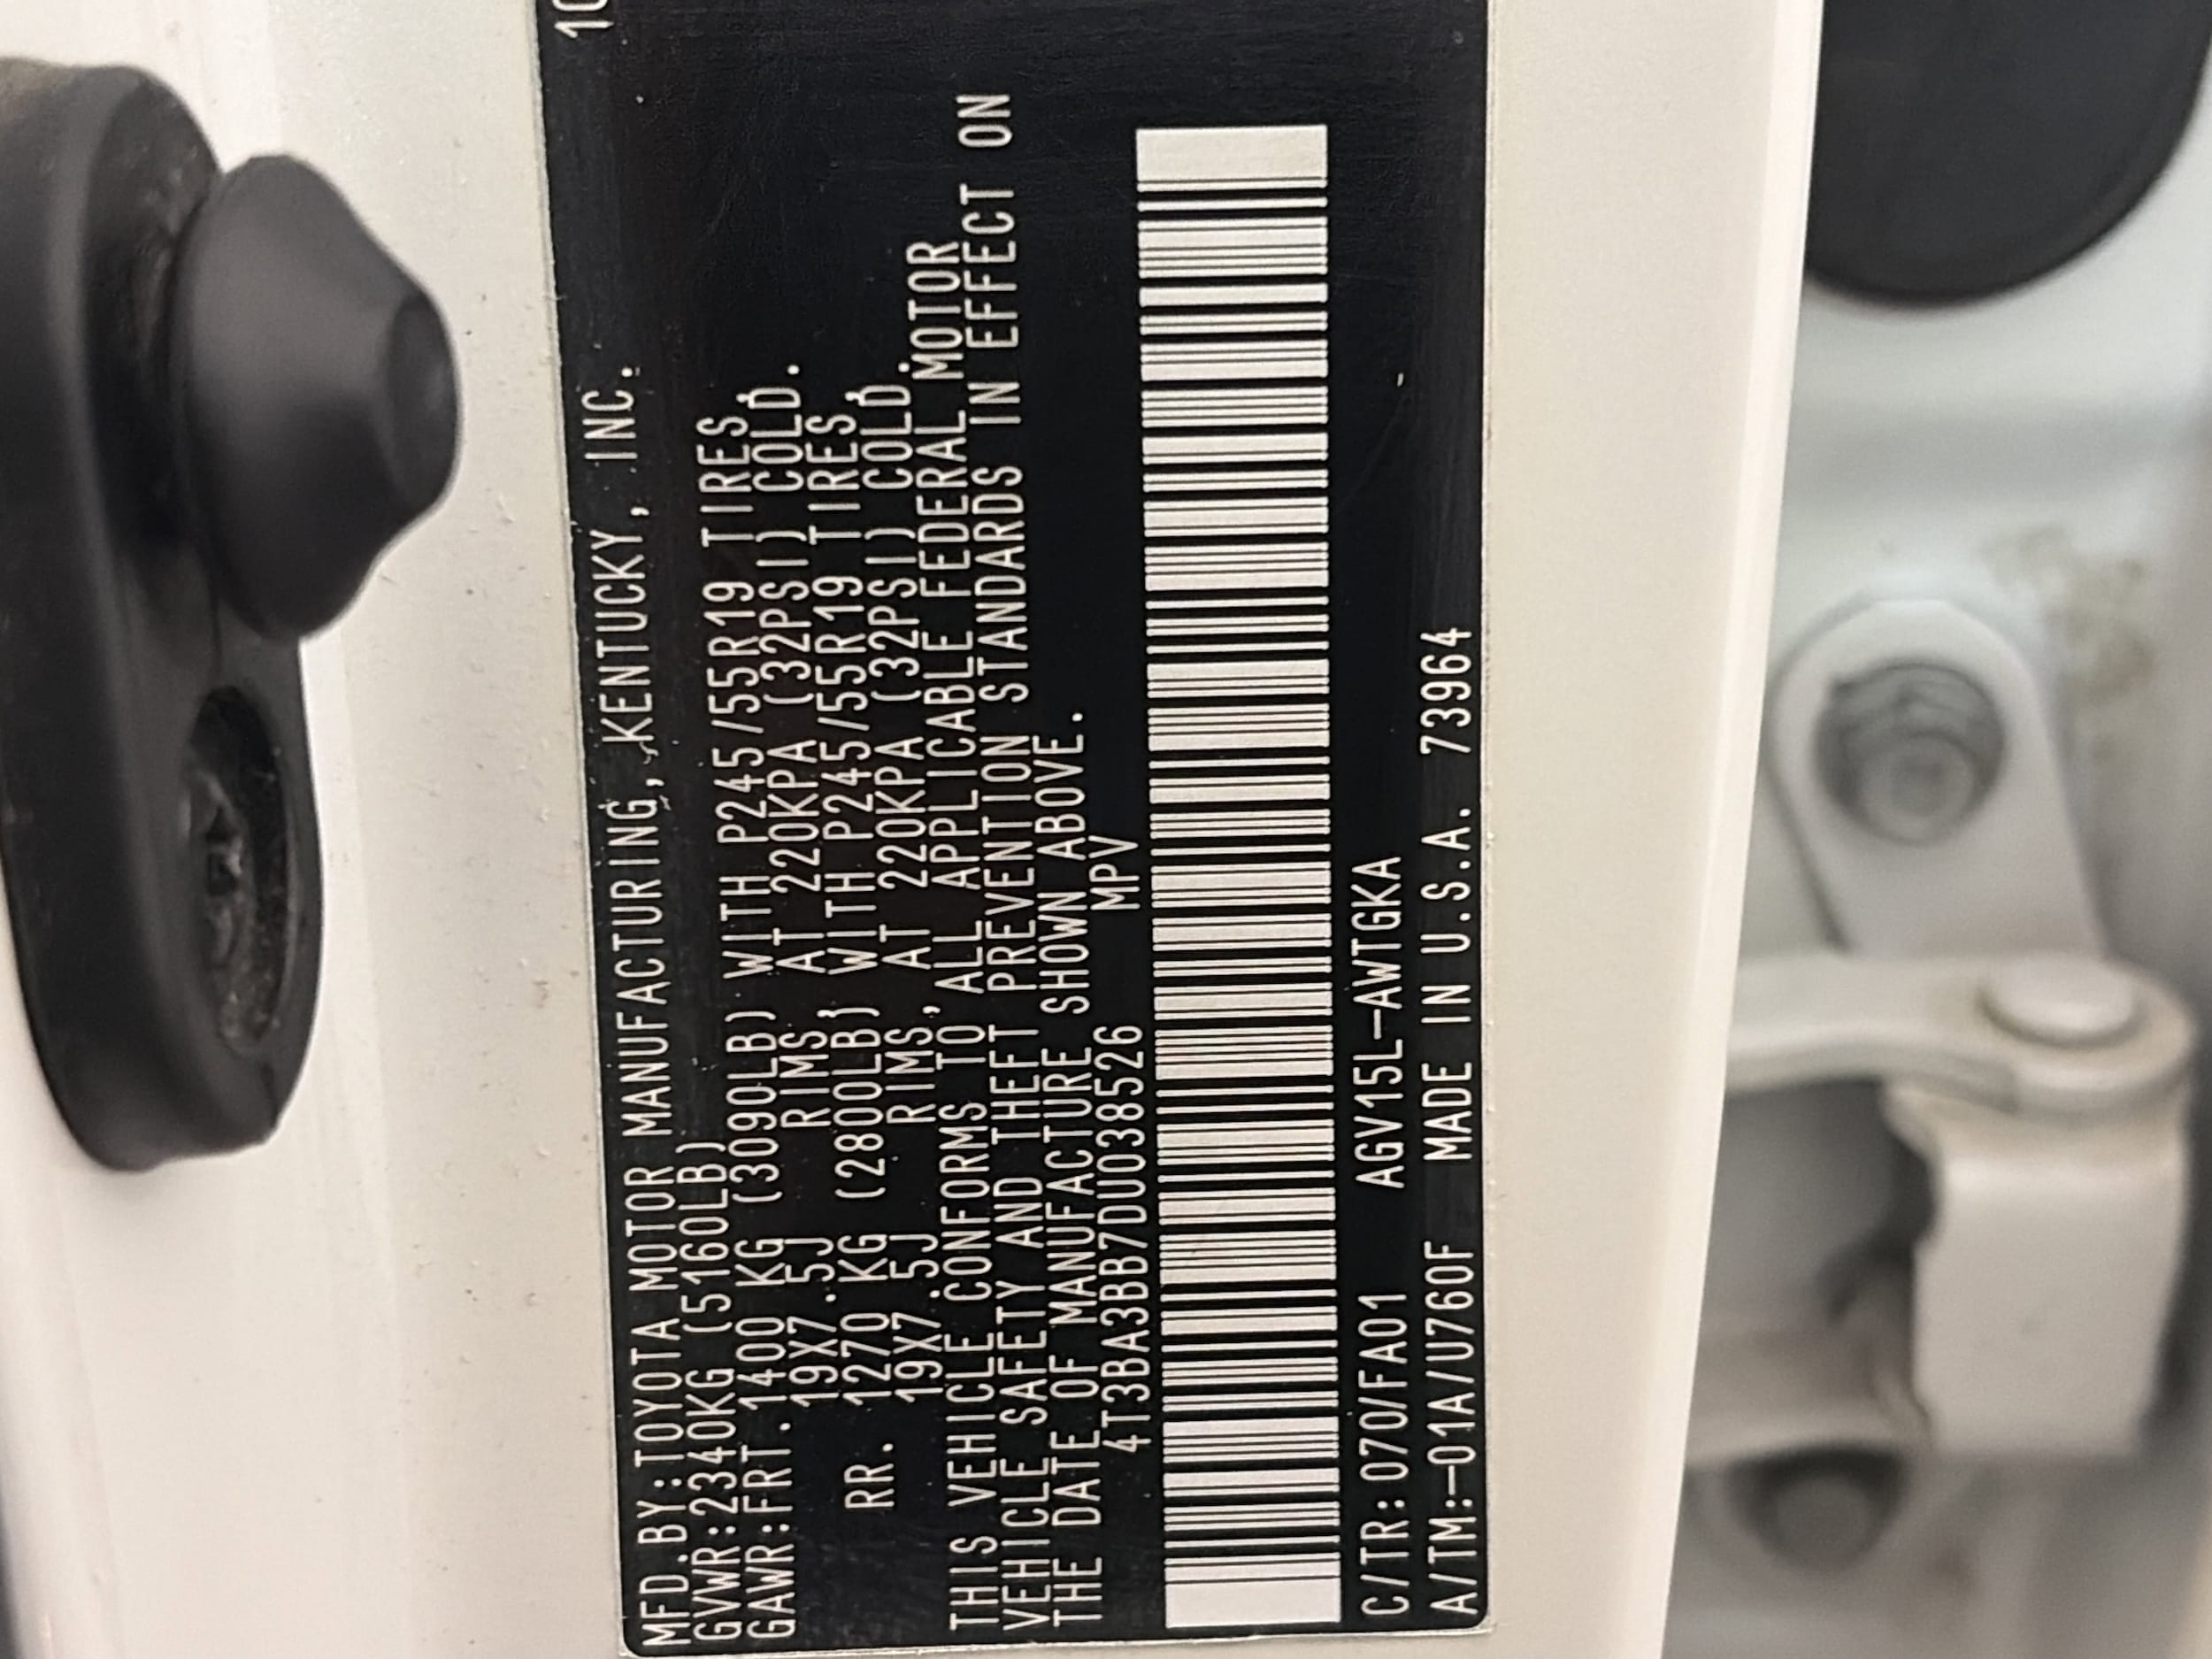 10
MFD.BY:TOYOTA MOTOR MANUFACTURING, KENTUCKY, INC.
GVWR:2340KG (5160LB)
GAWR:FRT. 1400 KG (3090LB) WITH P245/55R19 TIRES,
19X7.5J RIMS, AT 220KPA (32PSI) COLD.
RR. 1270 KG (2800LB) WITH P245/55R19 TIRES,
19X7.5J RIMS, AT 220KPA (32PSI) COLD.
THIS VEHICLE CONFORMS TO ALL APPLICABLE FEDERAL MOTOR
VEHICLE SAFETY AND THEFT PREVENTION STANDARDS IN EFFECT ON
THE DATE OF MANUFACTURE SHOWN ABOVE.
4T3BA3BB7DU038526 MPV
C/TR:070/FA01 AGV15L-AWTGKA
A/TM:-01A/U760F MADE IN U.S.A. 73964